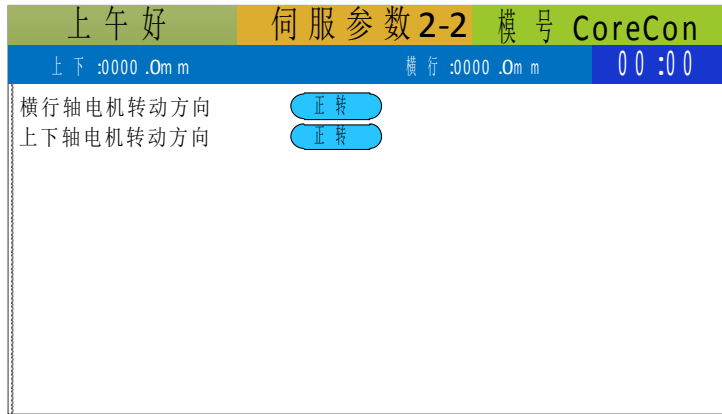 上午好 伺服参数2-2 模号 CoreCon
上下:0000.0mm 横行:0000.0mm 00:00
横行轴电机转动方向 正转
上下轴电机转动方向 正转